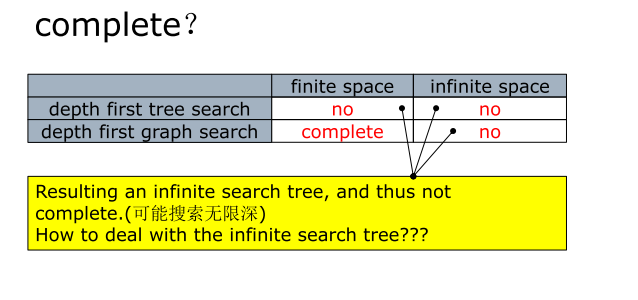 complete？
finite space infinite space
depth first tree search no no
depth first graph search complete no
Resulting an infinite search tree, and thus not
complete.(可能搜索无限深)
How to deal with the infinite search tree???